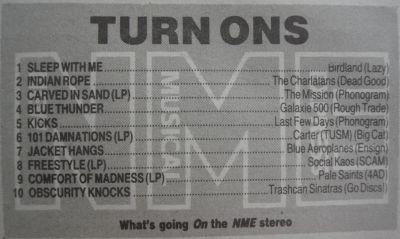 TURN ONS
1 SLEEP WITH ME Birdland (Lazy)
2 INDIAN ROPE The Charlatans (Dead Good)
3 CARVED IN SAND (LP) The Mission (Phonogram)
4 BLUE THUNDER Galaxie 500 (Rough Trade)
5 KICKS Last Few Days (Phonogram)
6 101 DAMNATIONS (LP) Carter (TUSM) (Big Cat)
7 JACKET HANGS Blue Aeroplanes (Ensign)
8 FREESTYLE (LP) Social Kaos (SCAM)
9 COMFORT OF MADNESS (LP) Pale Saints (4AD)
10 OBSCURITY KNOCKS Trashcan Sinatras (Go Discs!)
NME
MUSICAL
What's going On the NME stereo